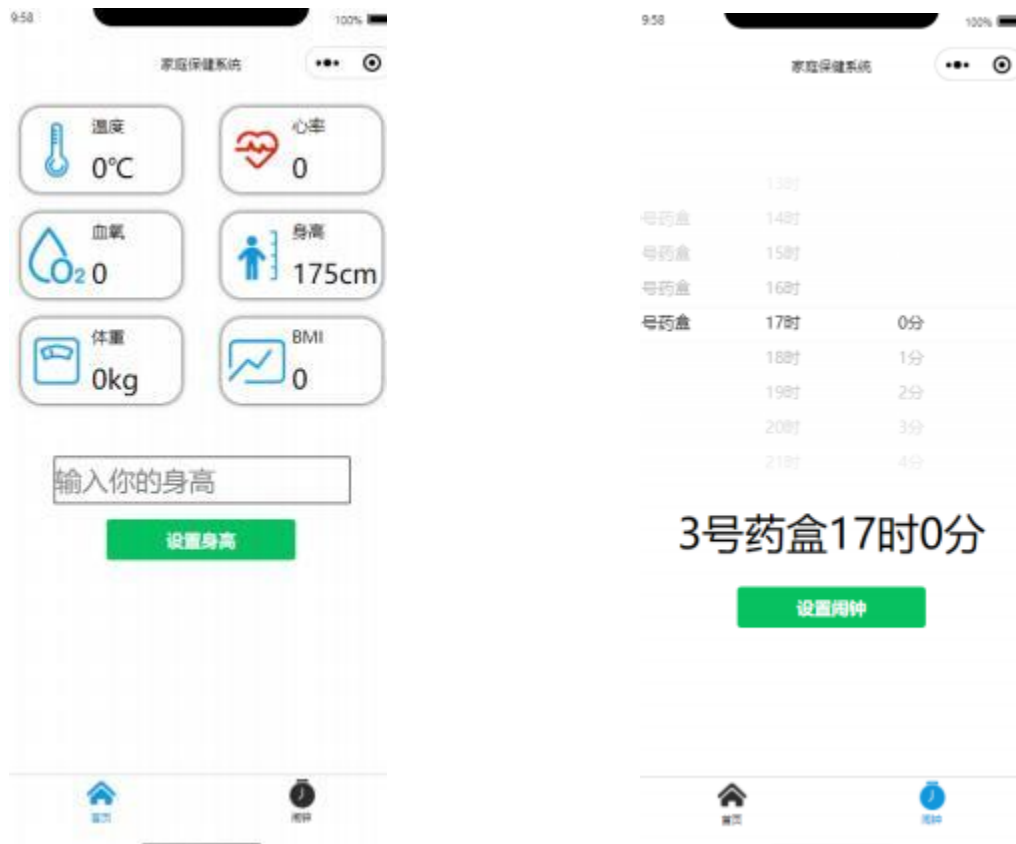 9:58
100%
家庭保健系统
温度
0℃
心率
0
血氧
O2 0
身高
175cm
体重
0kg
BMI
0
输入你的身高
设置身高
首页
闹钟
9:58
100%
家庭保健系统
13时
号药盒 14时
号药盒 15时
号药盒 16时
号药盒 17时 0分
18时 1分
19时 2分
20时 3分
21时 4分
3号药盒17时0分
设置闹钟
首页
闹钟